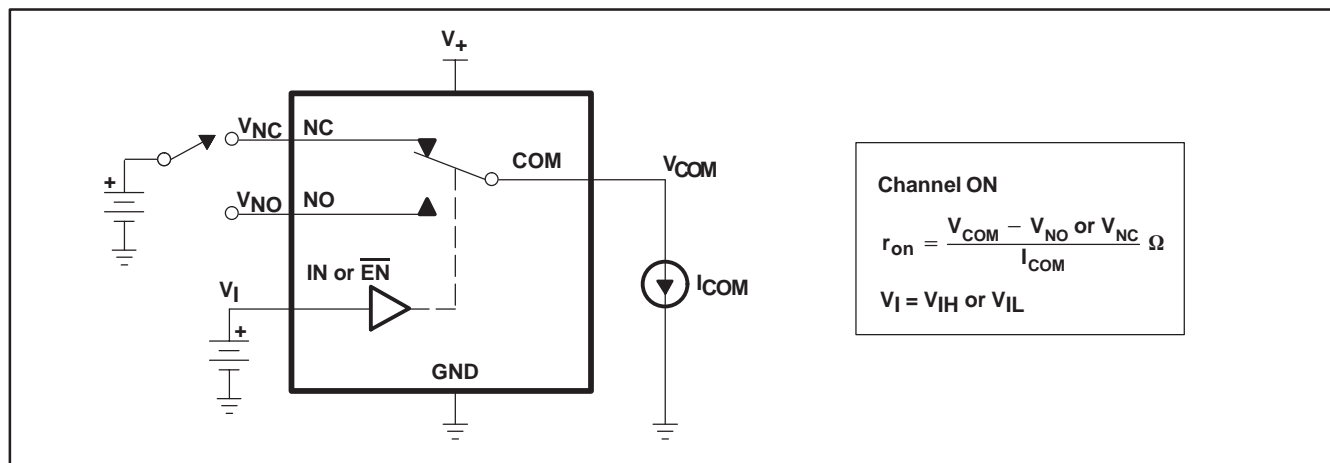 V+
VNC NC
COM
VCOM
+
VNO NO
IN or EN
VI
+
ICOM
GND
Channel ON
ron = VCOM − VNO or VNC / ICOM Ω
VI = VIH or VIL